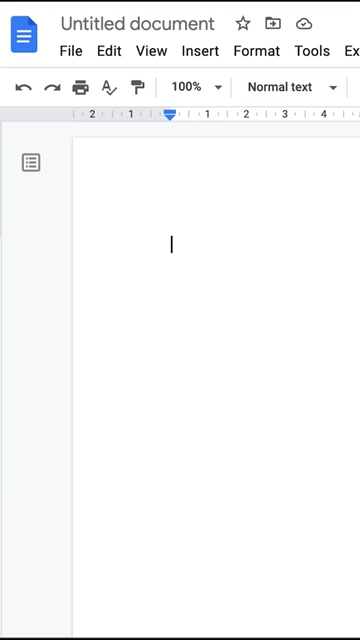 Untitled document
File Edit View Insert Format Tools Ex
100% Normal text
2 1 1 2 3 4